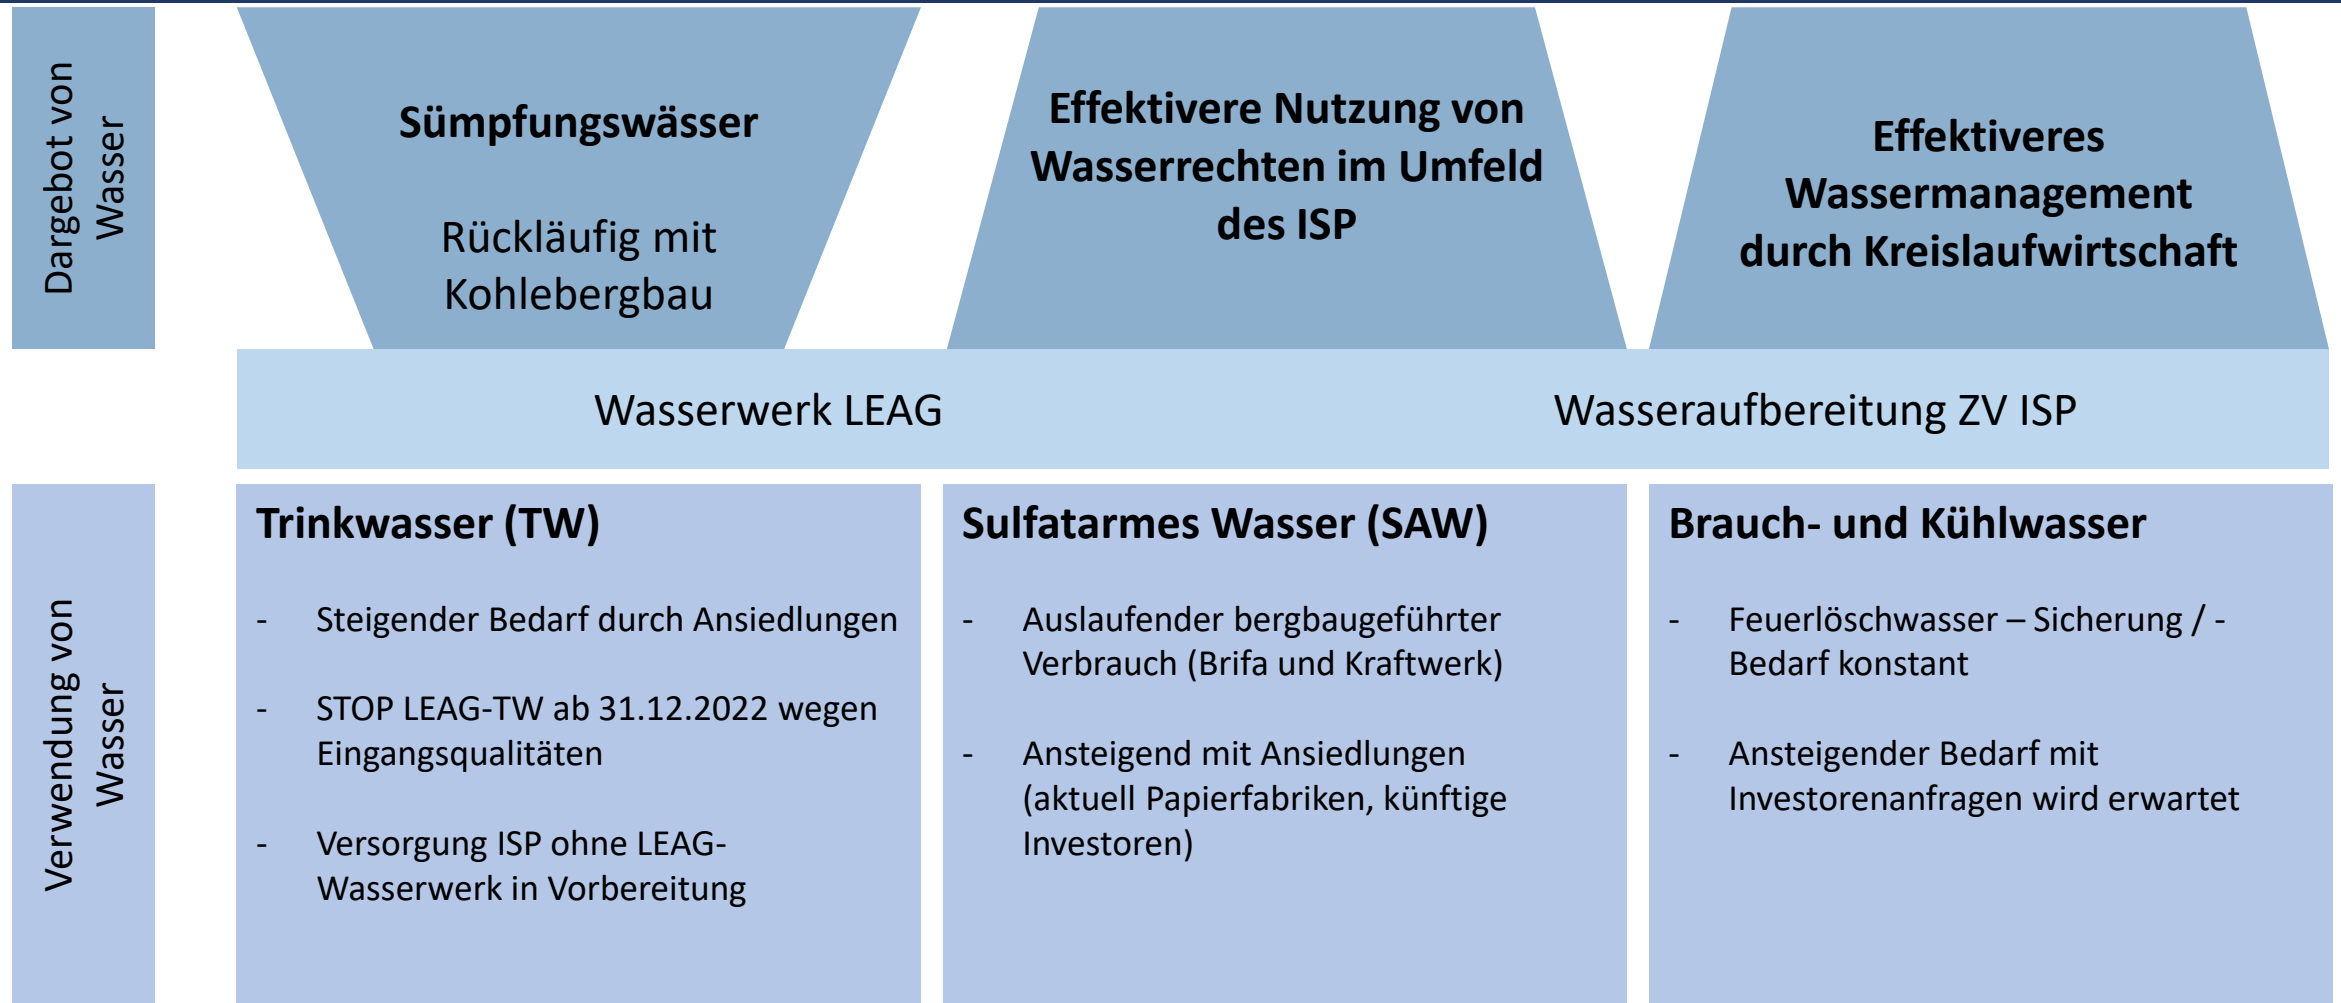 Dargebot von
Wasser
Sümpfungswässer
Rückläufig mit
Kohlebergbau
Effektivere Nutzung von
Wasserrechten im Umfeld
des ISP
Effektiveres
Wassermanagement
durch Kreislaufwirtschaft
Wasserwerk LEAG
Wasseraufbereitung ZV ISP
Verwendung von
Wasser
Trinkwasser (TW)
- Steigender Bedarf durch Ansiedlungen
- STOP LEAG-TW ab 31.12.2022 wegen
Eingangsqualitäten
- Versorgung ISP ohne LEAG-
Wasserwerk in Vorbereitung
Sulfatarmes Wasser (SAW)
- Auslaufender bergbaugeführter
Verbrauch (Brifa und Kraftwerk)
- Ansteigend mit Ansiedlungen
(aktuell Papierfabriken, künftige
Investoren)
Brauch- und Kühlwasser
- Feuerlöschwasser – Sicherung / -
Bedarf konstant
- Ansteigender Bedarf mit
Investorenanfragen wird erwartet